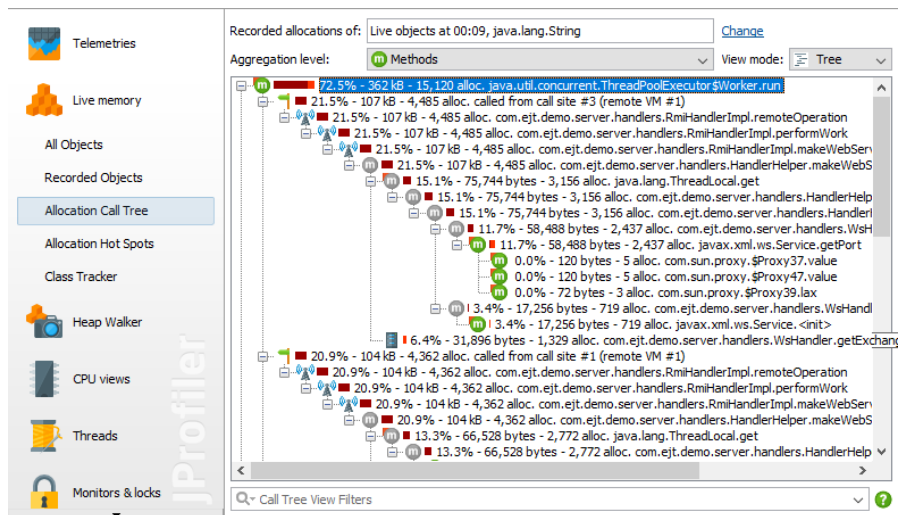 Recorded allocations of: Live objects at 00:09, java.lang.String Change
Aggregation level: Methods View mode: Tree
Telemetries
Live memory
All Objects
Recorded Objects
Allocation Call Tree
Allocation Hot Spots
Class Tracker
Heap Walker
CPU views
Threads
Monitors & locks
JProfiler
72.5% - 362 kB - 15,120 alloc. java.util.concurrent.ThreadPoolExecutor$Worker.run
21.5% - 107 kB - 4,485 alloc. called from call site #3 (remote VM #1)
21.5% - 107 kB - 4,485 alloc. com.ejt.demo.server.handlers.RmiHandlerImpl.remoteOperation
21.5% - 107 kB - 4,485 alloc. com.ejt.demo.server.handlers.RmiHandlerImpl.performWork
21.5% - 107 kB - 4,485 alloc. com.ejt.demo.server.handlers.RmiHandlerImpl.makeWebServ
21.5% - 107 kB - 4,485 alloc. com.ejt.demo.server.handlers.HandlerHelper.makeWebS
15.1% - 75,744 bytes - 3,156 alloc. java.lang.ThreadLocal.get
15.1% - 75,744 bytes - 3,156 alloc. com.ejt.demo.server.handlers.HandlerHelp
15.1% - 75,744 bytes - 3,156 alloc. com.ejt.demo.server.handlers.Handlerl
11.7% - 58,488 bytes - 2,437 alloc. com.ejt.demo.server.handlers.WsH
11.7% - 58,488 bytes - 2,437 alloc. javax.xml.ws.Service.getPort
0.0% - 120 bytes - 5 alloc. com.sun.proxy.$Proxy37.value
0.0% - 120 bytes - 5 alloc. com.sun.proxy.$Proxy47.value
0.0% - 72 bytes - 3 alloc. com.sun.proxy.$Proxy39.lax
3.4% - 17,256 bytes - 719 alloc. com.ejt.demo.server.handlers.WsHandl
3.4% - 17,256 bytes - 719 alloc. javax.xml.ws.Service.<init>
6.4% - 31,896 bytes - 1,329 alloc. com.ejt.demo.server.handlers.WsHandler.getExchang
20.9% - 104 kB - 4,362 alloc. called from call site #1 (remote VM #1)
20.9% - 104 kB - 4,362 alloc. com.ejt.demo.server.handlers.RmiHandlerImpl.remoteOperation
20.9% - 104 kB - 4,362 alloc. com.ejt.demo.server.handlers.RmiHandlerImpl.performWork
20.9% - 104 kB - 4,362 alloc. com.ejt.demo.server.handlers.RmiHandlerImpl.makeWebServ
20.9% - 104 kB - 4,362 alloc. com.ejt.demo.server.handlers.HandlerHelper.makeWebS
13.3% - 66,528 bytes - 2,772 alloc. java.lang.ThreadLocal.get
13.3% - 66,528 bytes - 2,772 alloc. com.ejt.demo.server.handlers.HandlerHelp
Call Tree View Filters